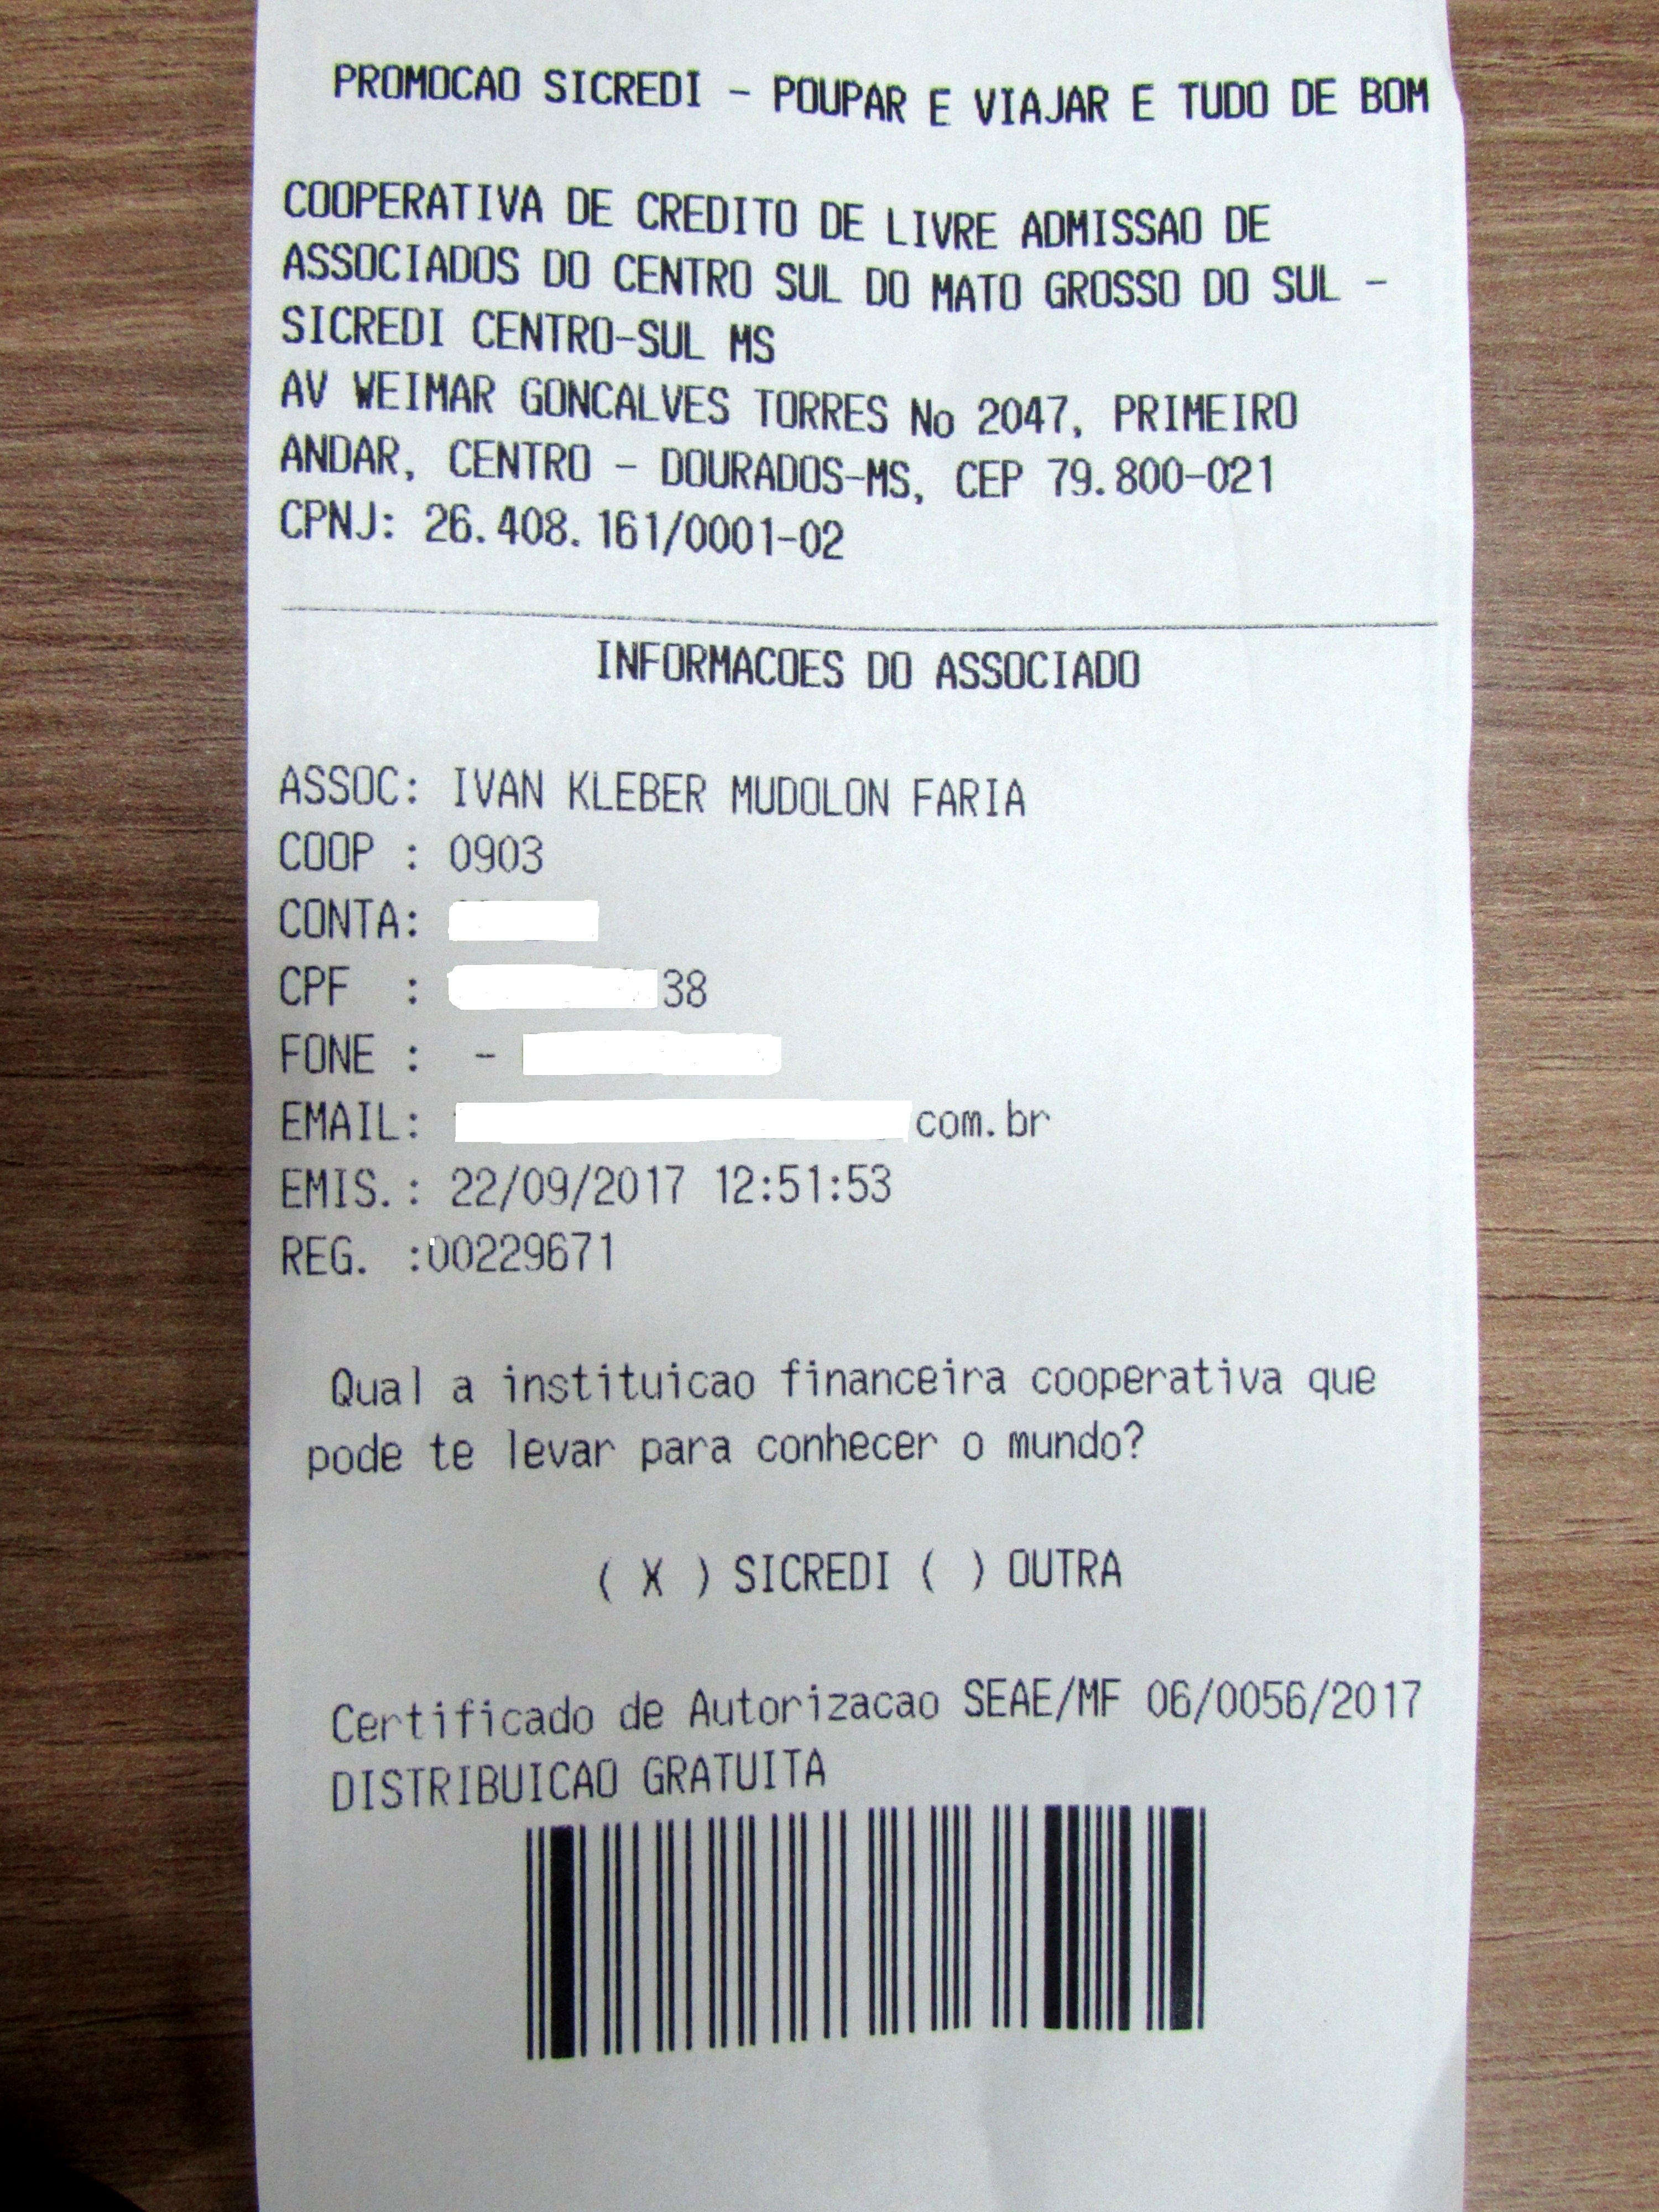 PROMOCAO SICREDI - POUPAR E VIAJAR E TUDO DE BOM
COOPERATIVA DE CREDITO DE LIVRE ADMISSAO DE
ASSOCIADOS DO CENTRO SUL DO MATO GROSSO DO SUL -
SICREDI CENTRO-SUL MS
AV WEIMAR GONCALVES TORRES No 2047, PRIMEIRO
ANDAR, CENTRO - DOURADOS-MS, CEP 79.800-021
CPNJ: 26.408.161/0001-02
INFORMACOES DO ASSOCIADO
ASSOC: IVAN KLEBER MUDOLON FARIA
COOP : 0903
CONTA:
CPF : 38
FONE : -
EMAIL: com.br
EMIS.: 22/09/2017 12:51:53
REG. :00229671
Qual a instituicao financeira cooperativa que
pode te levar para conhecer o mundo?
( X ) SICREDI ( ) OUTRA
Certificado de Autorizacao SEAE/MF 06/0056/2017
DISTRIBUICAO GRATUITA